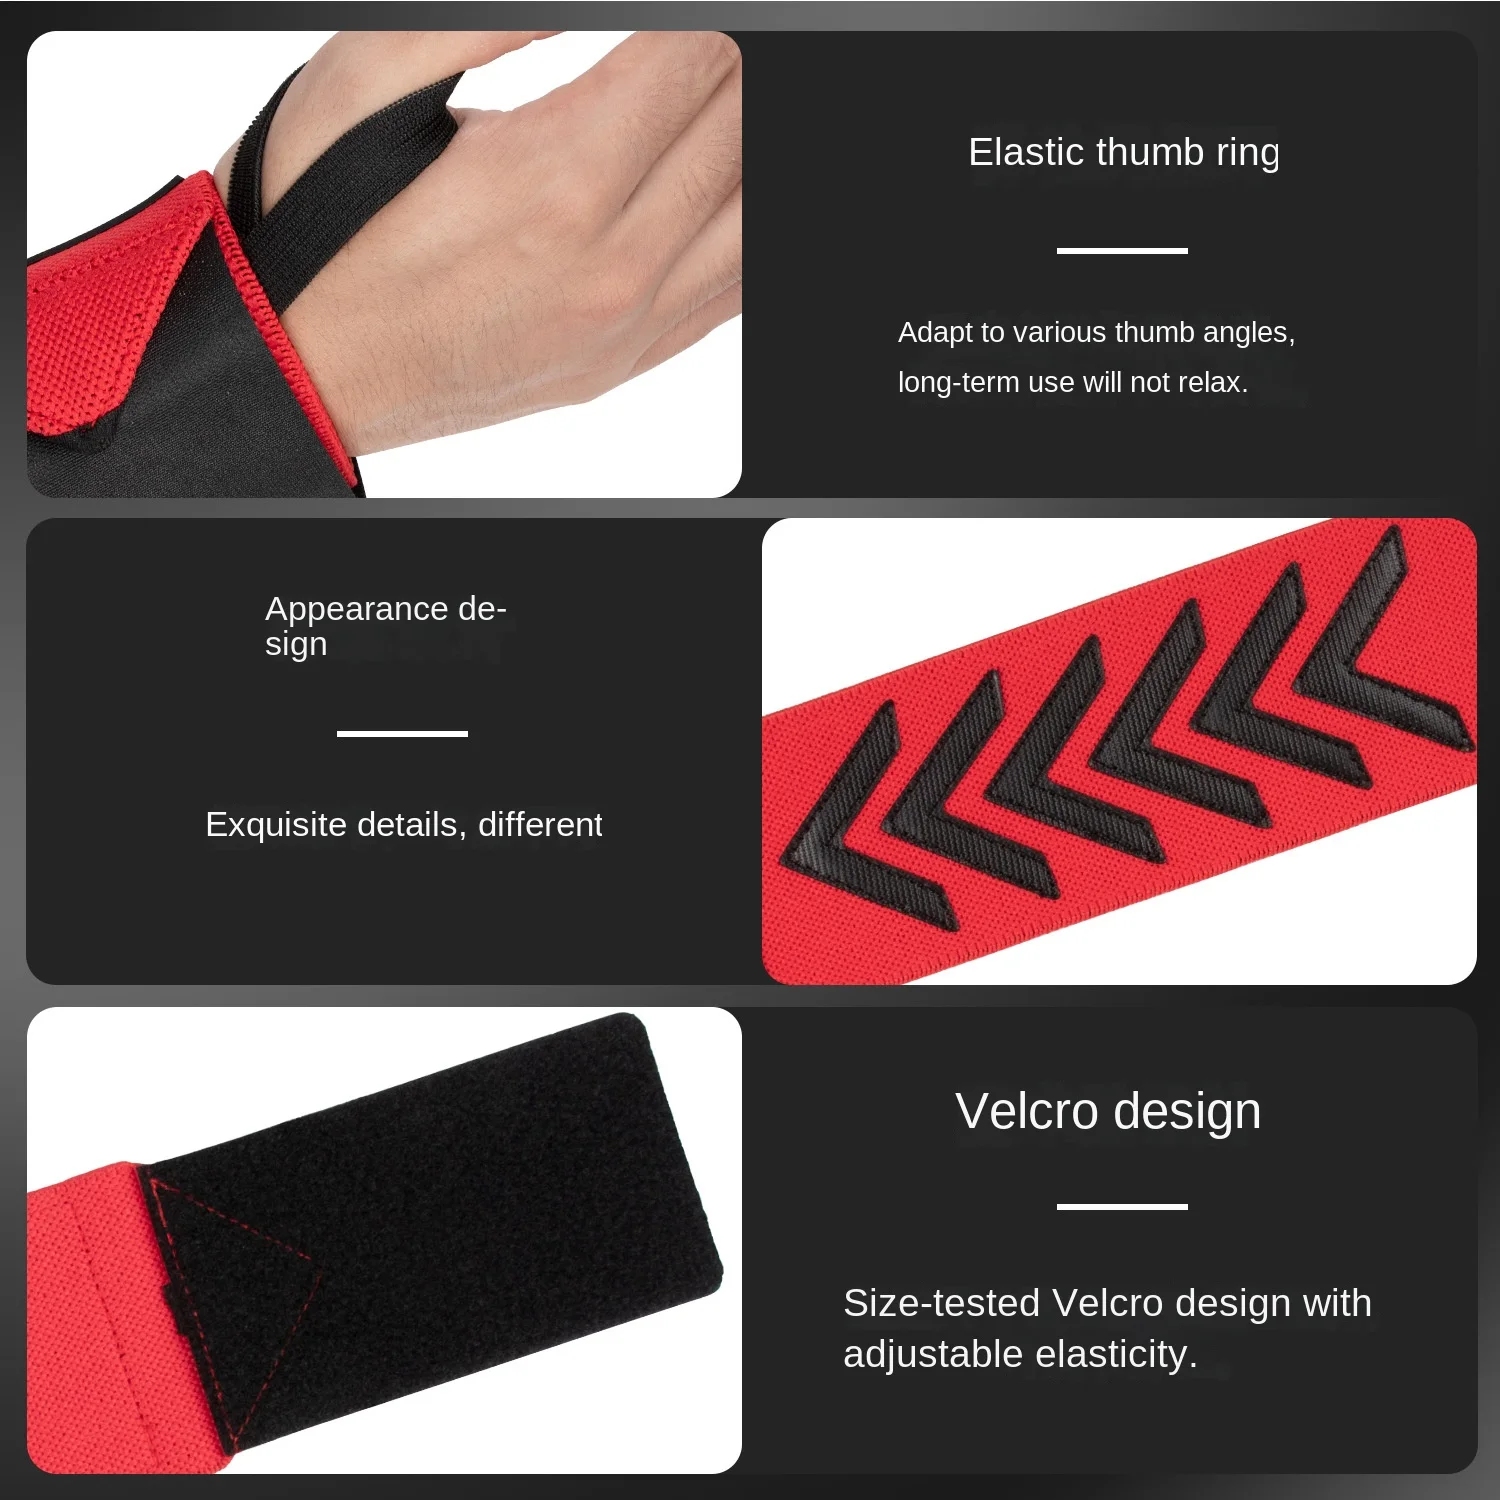 Elastic thumb ring
Adapt to various thumb angles,
long-term use will not relax.
Appearance de-
sign
Exquisite details, different
Velcro design
Size-tested Velcro design with
adjustable elasticity.